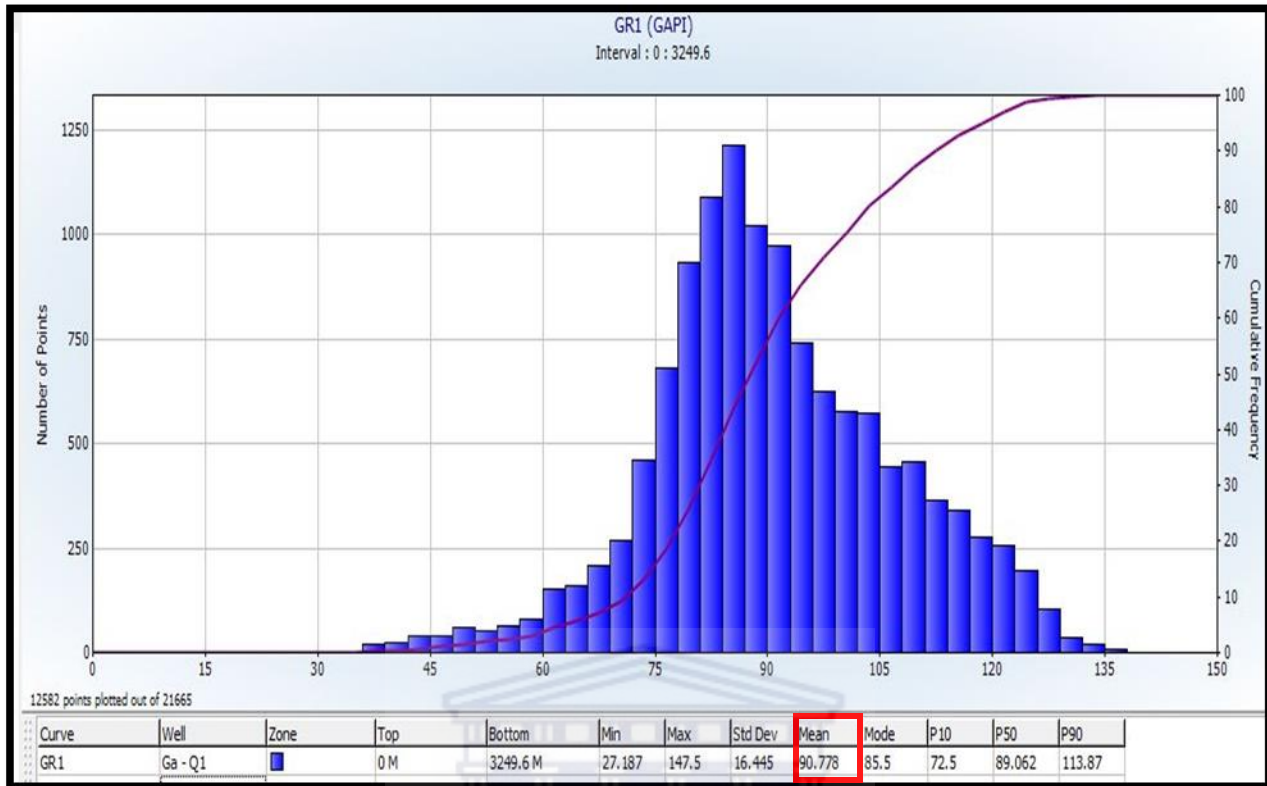 GR1 (GAPI)
Interval : 0 : 3249.6
1250
1000
750
500
250
0
Number of Points
100
90
80
70
60
50
40
30
20
10
0
Cumulative Frequency
0 15 30 45 60 75 90 105 120 135 150
12582 points plotted out of 21665
Curve Well Zone Top Bottom Min Max Std Dev Mean Mode P10 P50 P90
GR1 Ga - Q1 0 M 3249.6 M 27.187 147.5 16.445 90.778 85.5 72.5 89.062 113.87